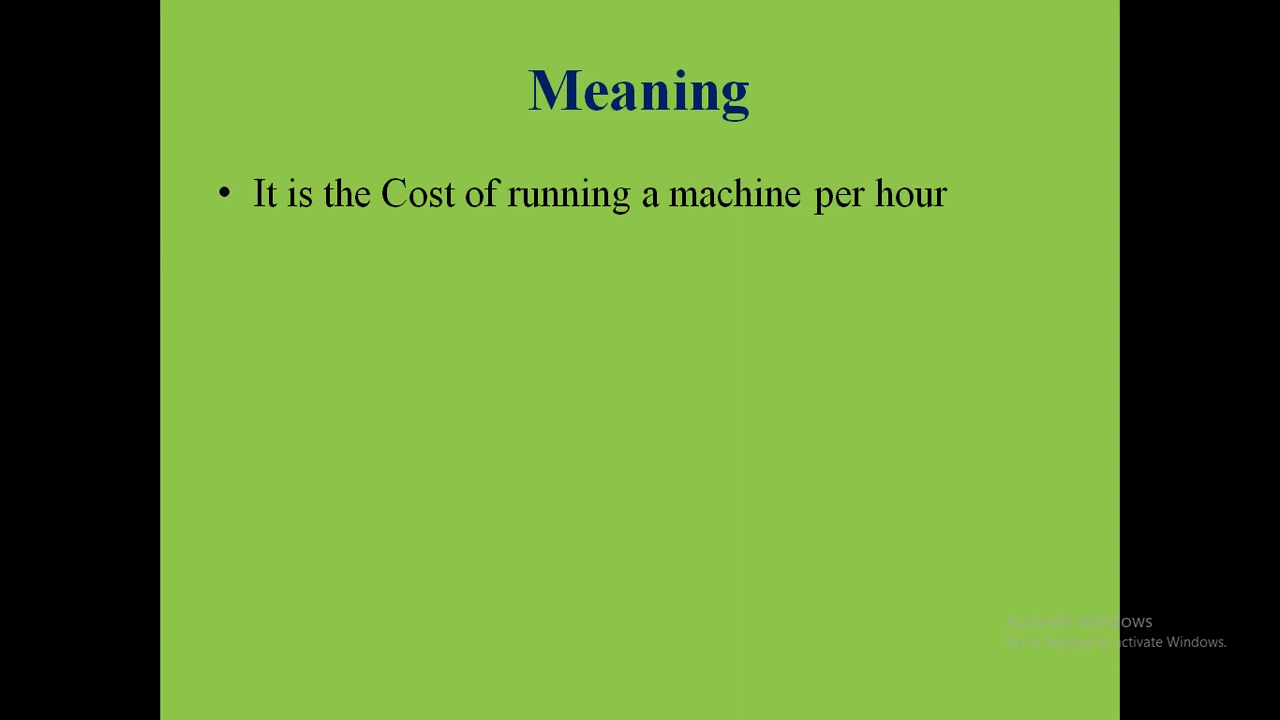 Meaning
• It is the Cost of running a machine per hour
Activate Windows
Go to Settings to activate Windows.